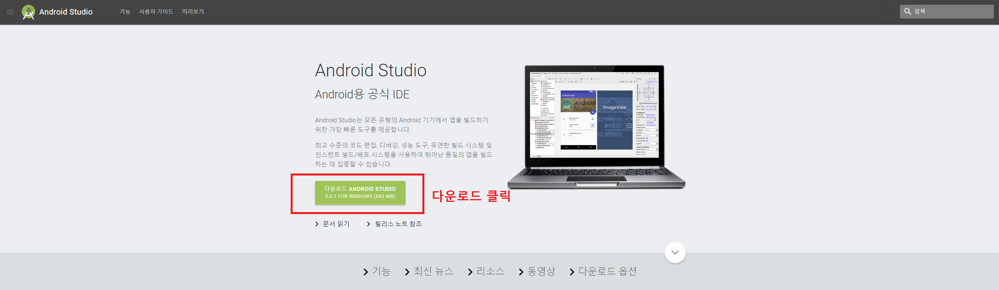 Android Studio
기능 사용자 가이드 미리보기
검색
Android Studio
Android용 공식 IDE
Android Studio는 모든 유형의 Android 기기에서 앱을 빌드하기
위한 가장 빠른 도구를 제공합니다.
최고 수준의 코드 편집, 디버깅, 성능 도구, 유연한 빌드 시스템 및
인스턴트 빌드/배포 시스템을 사용하여 뛰어난 품질의 앱을 빌드
하는 데 집중할 수 있습니다.
다운로드 ANDROID STUDIO
3.0.1 FOR WINDOWS (683 MB)
다운로드 클릭
문서 읽기
릴리스 노트 참조
Android Studio
Android
Studio
ImageView
기능
최신 뉴스
리소스
동영상
다운로드 옵션